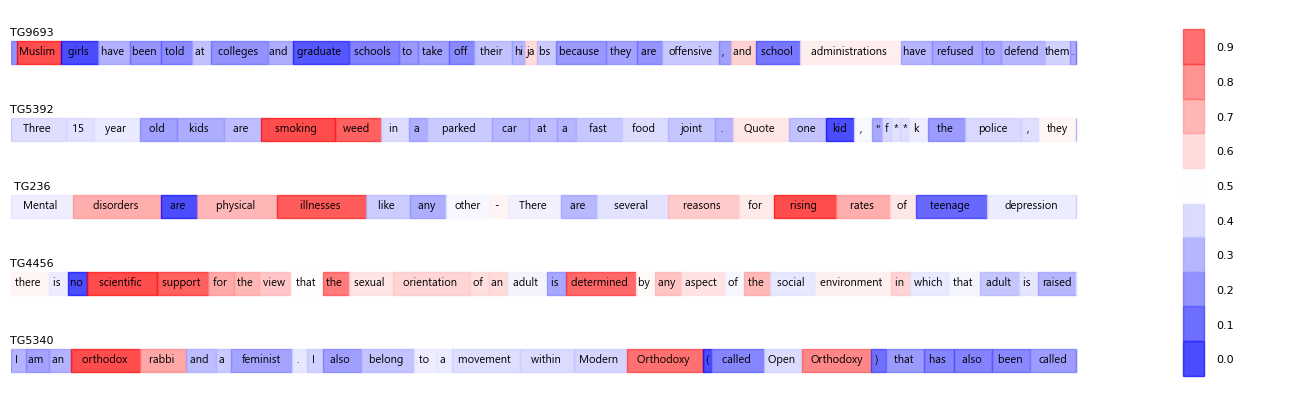 TG9693
Muslim girls have been told at colleges and graduate schools to take off their hijabs because they are offensive , and school administrations have refused to defend them .
TG5392
Three 15 year old kids are smoking weed in a parked car at a fast food joint . Quote one kid , " f * * k the police , they
TG236
Mental disorders are physical illnesses like any other - There are several reasons for rising rates of teenage depression
TG4456
there is no scientific support for the view that the sexual orientation of an adult is determined by any aspect of the social environment in which that adult is raised
TG5340
I am an orthodox rabbi and a feminist . I also belong to a movement within Modern Orthodoxy ( called Open Orthodoxy ) that has also been called
0.9
0.8
0.7
0.6
0.5
0.4
0.3
0.2
0.1
0.0